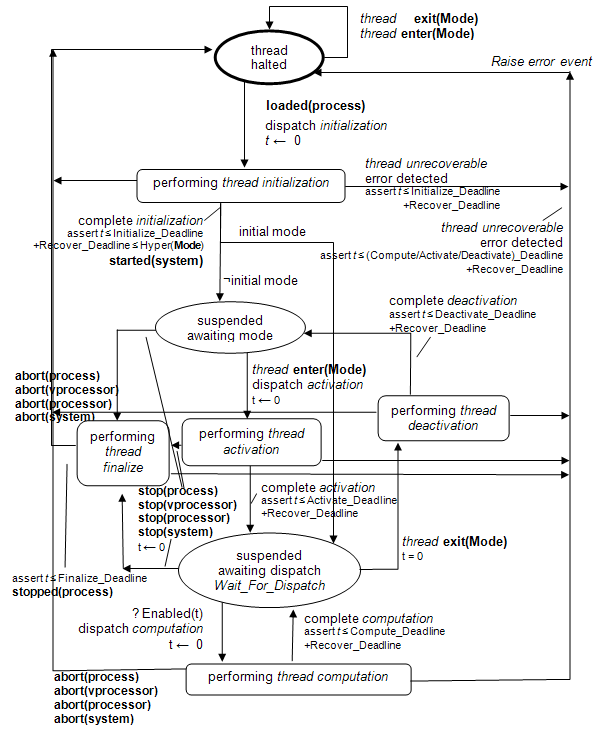 thread exit(Mode)
thread enter(Mode)
thread
halted
Raise error event
loaded(process)
dispatch initialization
t ← 0
thread unrecoverable
error detected
assert t ≤ Initialize_Deadline
+Recover_Deadline
performing thread initialization
complete initialization
assert t ≤ Initialize_Deadline
+Recover_Deadline ≤ Hyper(Mode)
started(system)
initial mode
¬initial mode
thread unrecoverable
error detected
assert t ≤ (Compute/Activate/Deactivate)_Deadline
+Recover_Deadline
suspended
awaiting mode
complete deactivation
assert t ≤ Deactivate_Deadline
+Recover_Deadline
thread enter(Mode)
dispatch activation
t ← 0
abort(process)
abort(vprocessor)
abort(processor)
abort(system)
performing thread
deactivation
performing
thread
finalize
performing thread
activation
stop(process)
stop(vprocessor)
stop(processor)
stop(system)
t ← 0
complete activation
assert t ≤ Activate_Deadline
+Recover_Deadline
thread exit(Mode)
t = 0
suspended
awaiting dispatch
Wait_For_Dispatch
assert t ≤ Finalize_Deadline
stopped(process)
? Enabled(t)
dispatch computation
t ← 0
complete computation
assert t ≤ Compute_Deadline
+Recover_Deadline
performing thread computation
abort(process)
abort(vprocessor)
abort(processor)
abort(system)